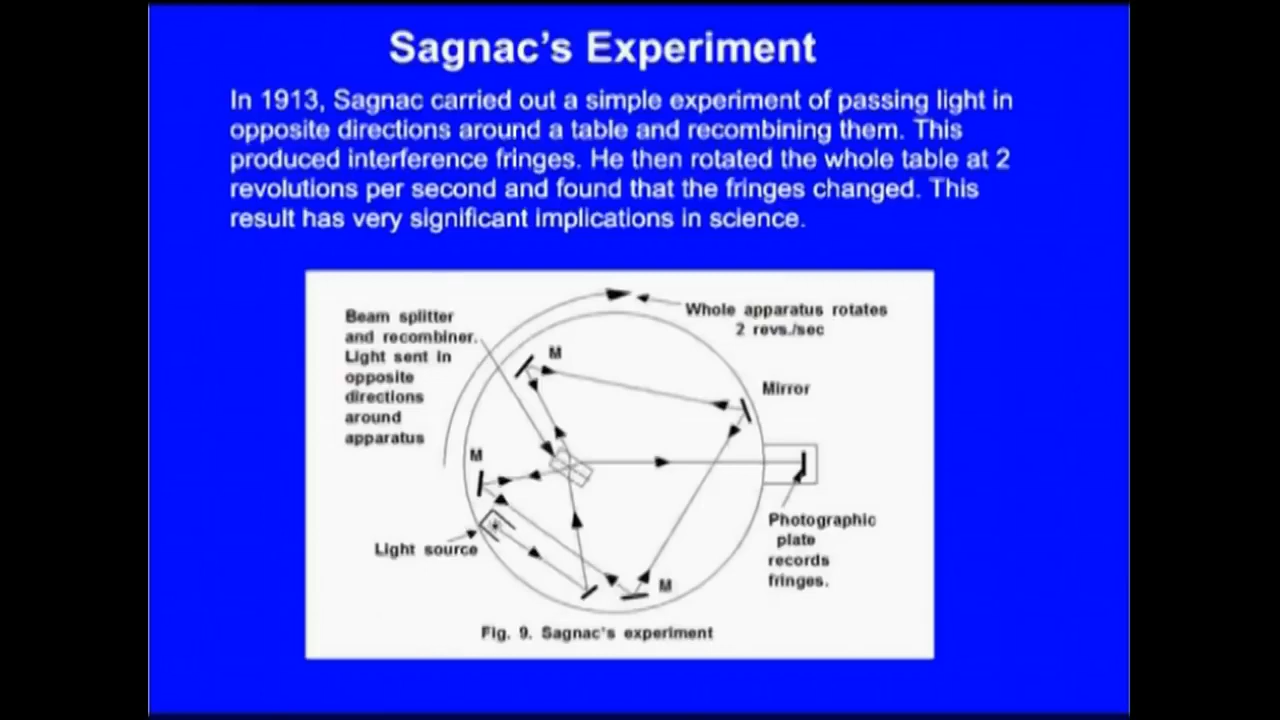 Sagnac's Experiment
In 1913, Sagnac carried out a simple experiment of passing light in
opposite directions around a table and recombining them. This
produced interference fringes. He then rotated the whole table at 2
revolutions per second and found that the fringes changed. This
result has very significant implications in science.
Beam splitter
and recombiner.
Light sent in
opposite
directions
around
apparatus
Whole apparatus rotates
2 revs./sec
M
Mirror
M
Light source
M
Photographic
plate
records
fringes.
Fig. 9. Sagnac's experiment